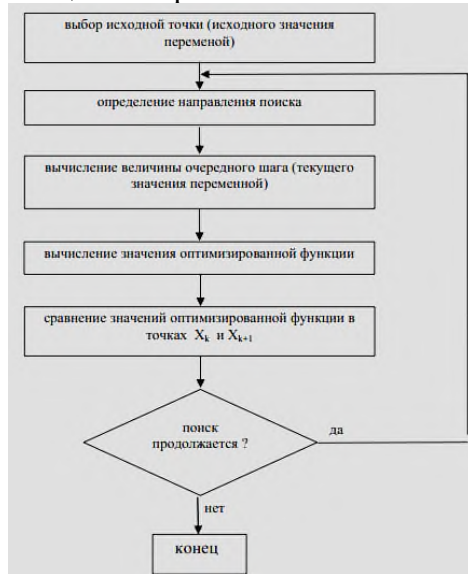 выбор исходной точки (исходного значения
переменой)
определение направления поиска
вычисление величины очередного шага (текущего
значения переменной)
вычисление значения оптимизированной функции
сравнение значений оптимизированной функции в
точках Xk и Xk+1
поиск
продолжается ?
да
нет
конец